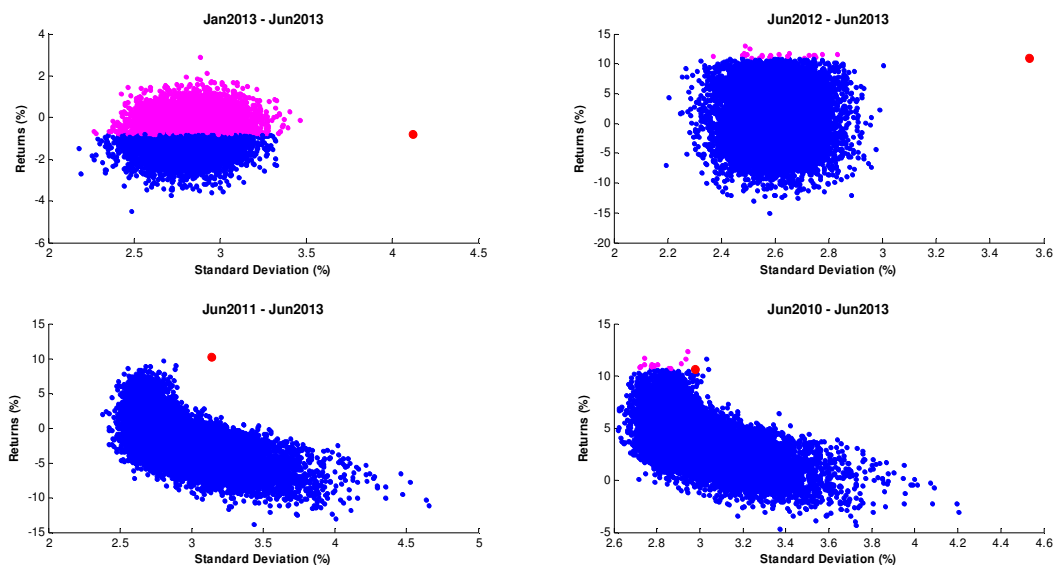 Jan2013 - Jun2013
4
2
0
-2
-4
-6
Returns (%)
2 2.5 3 3.5 4 4.5
Standard Deviation (%)
Jun2012 - Jun2013
15
10
5
0
-5
-10
-15
-20
Returns (%)
2 2.2 2.4 2.6 2.8 3 3.2 3.4 3.6
Standard Deviation (%)
Jun2011 - Jun2013
15
10
5
0
-5
-10
-15
Returns (%)
2 2.5 3 3.5 4 4.5 5
Standard Deviation (%)
Jun2010 - Jun2013
15
10
5
0
-5
Returns (%)
2.6 2.8 3 3.2 3.4 3.6 3.8 4 4.2 4.4 4.6
Standard Deviation (%)